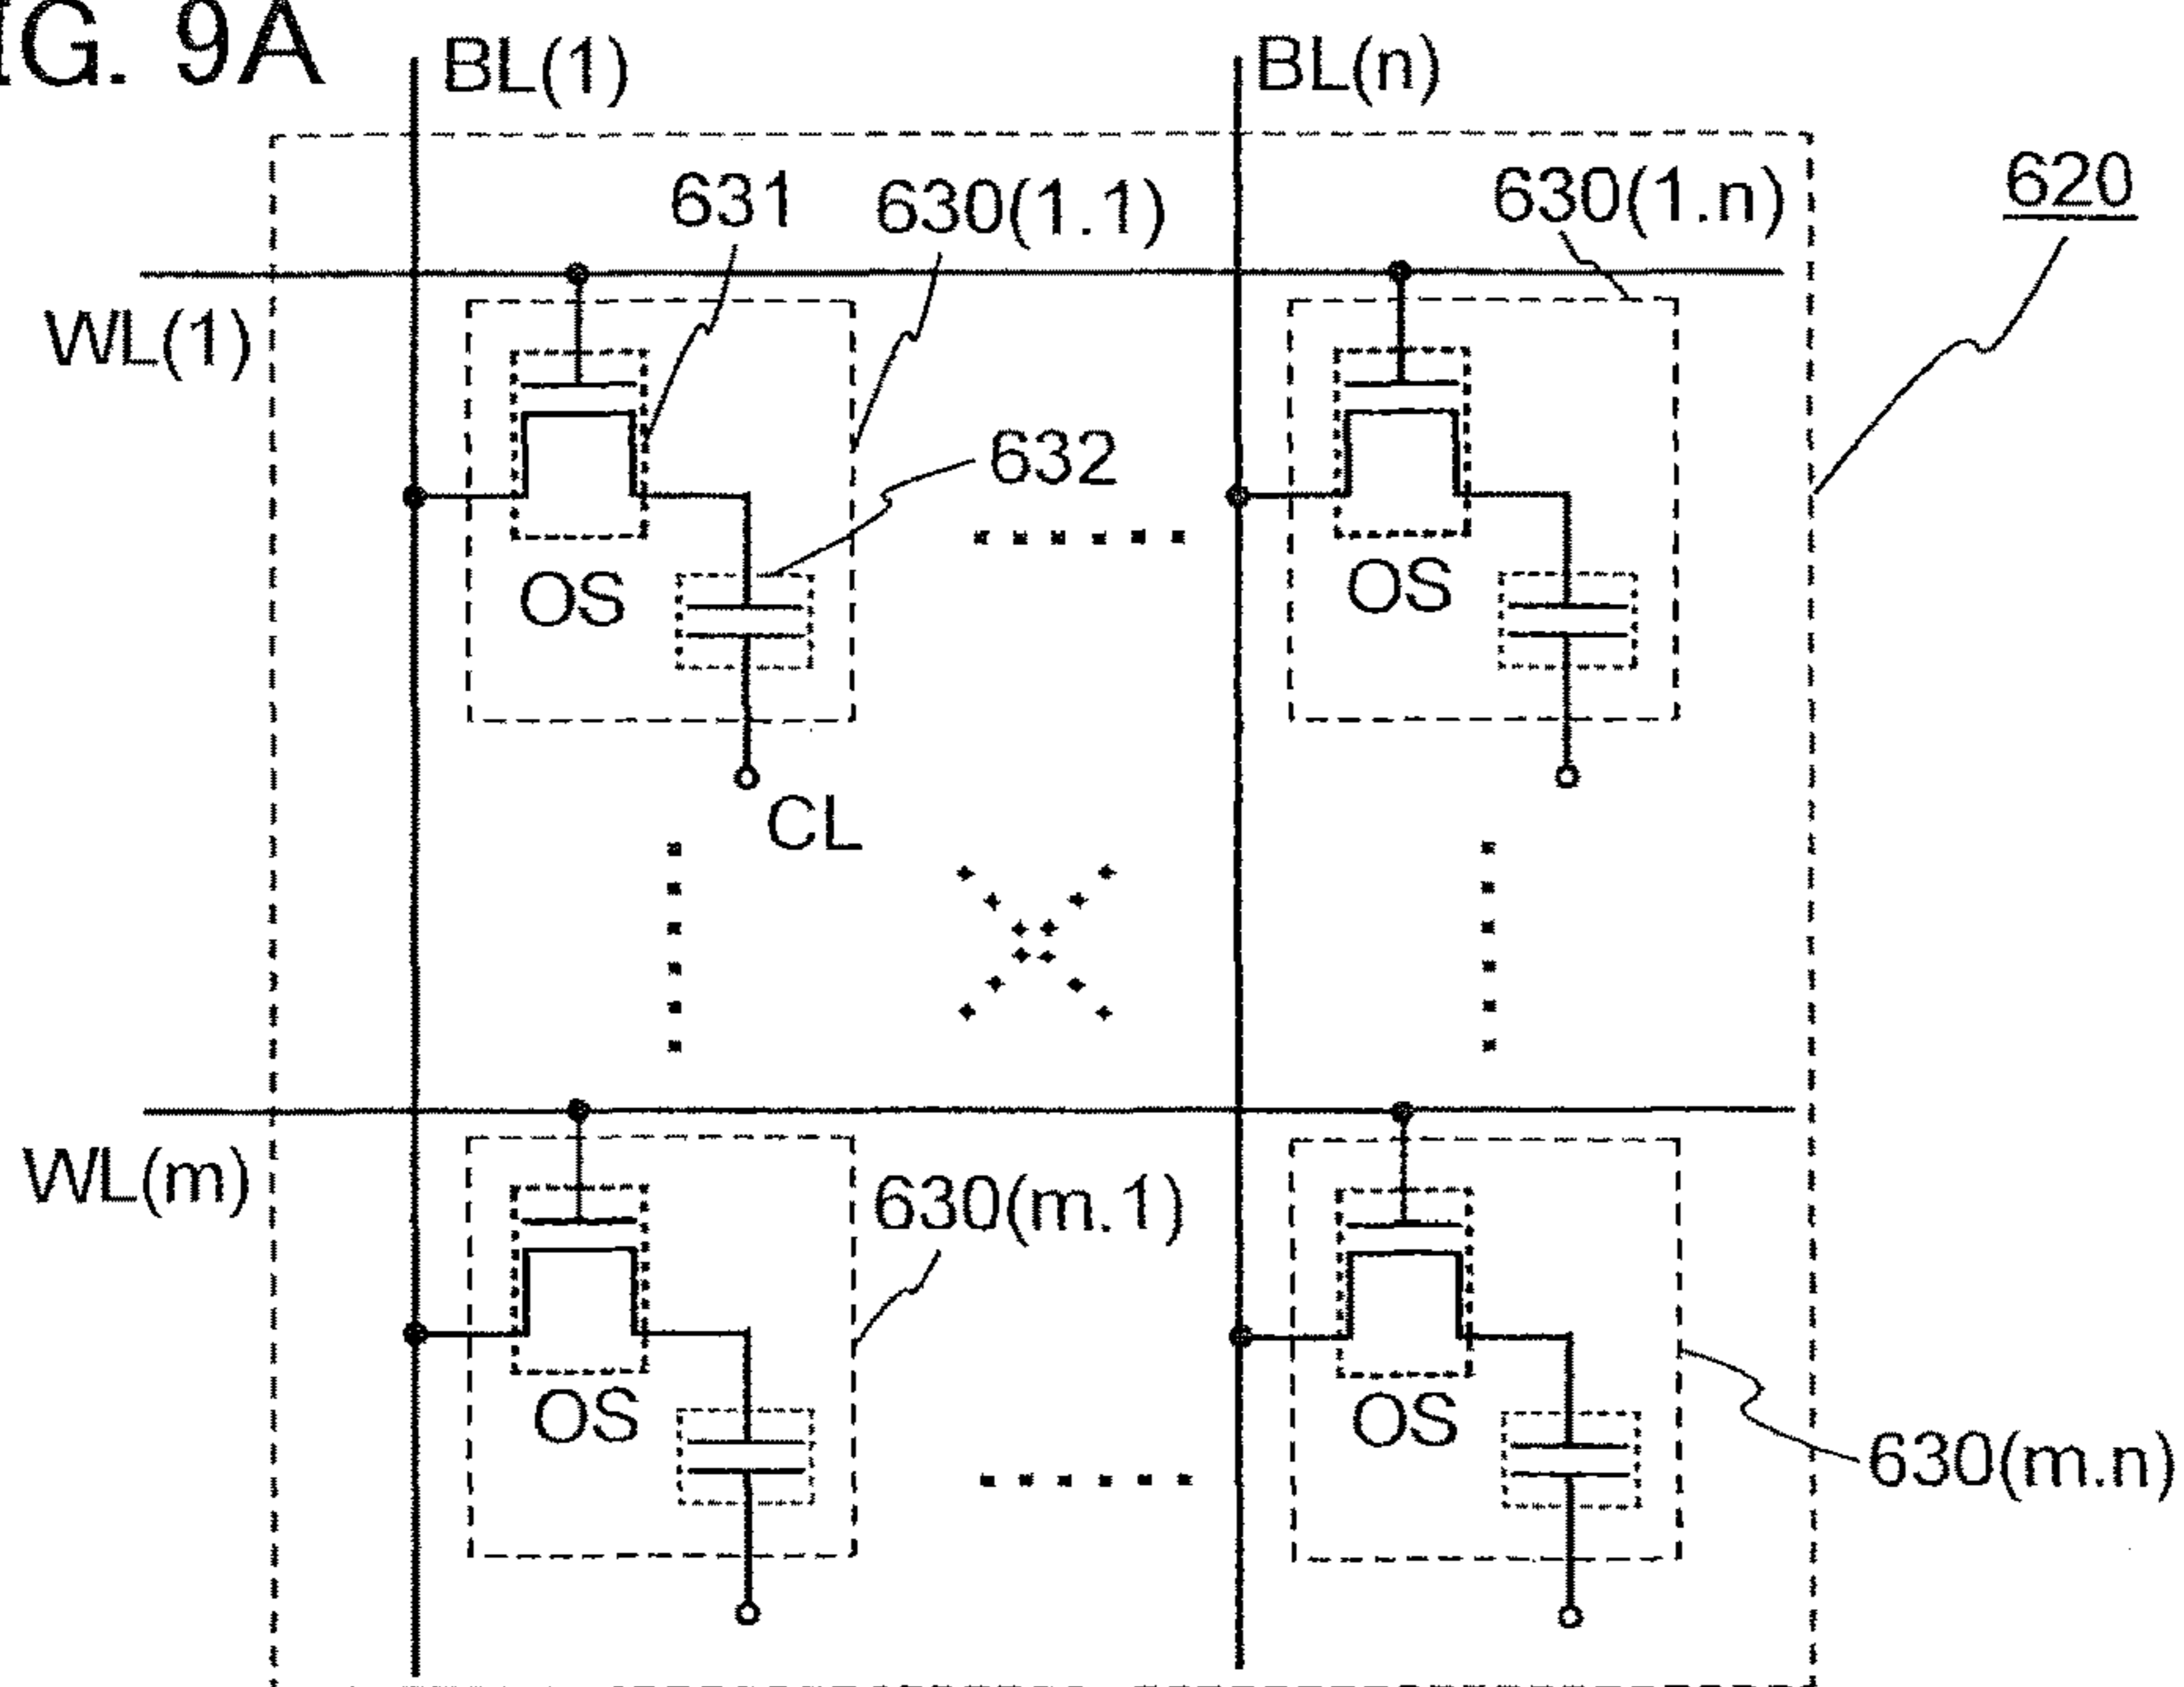 IG. 9A
BL(1)
BL(n)
631
630(1.1)
630(1.n)
620
WL(1)
632
OS
OS
CL
WL(m)
630(m.1)
OS
OS
630(m.n)